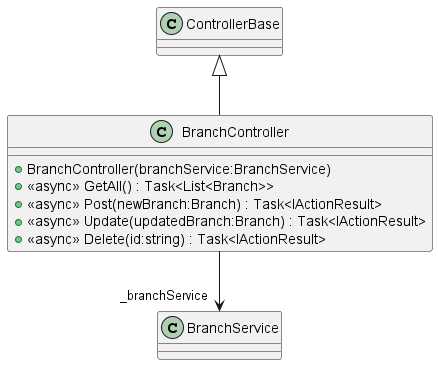 C ControllerBase
C BranchController
BranchController(branchService:BranchService)
«async» GetAll() : Task<List<Branch>>
«async» Post(newBranch:Branch) : Task<IActionResult>
«async» Update(updatedBranch:Branch) : Task<IActionResult>
«async» Delete(id:string) : Task<IActionResult>
_branchService
C BranchService